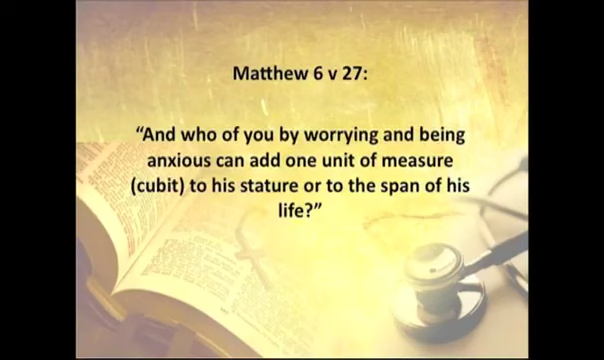 Matthew 6 v 27:
“And who of you by worrying and being
anxious can add one unit of measure
(cubit) to his stature or to the span of his
life?”